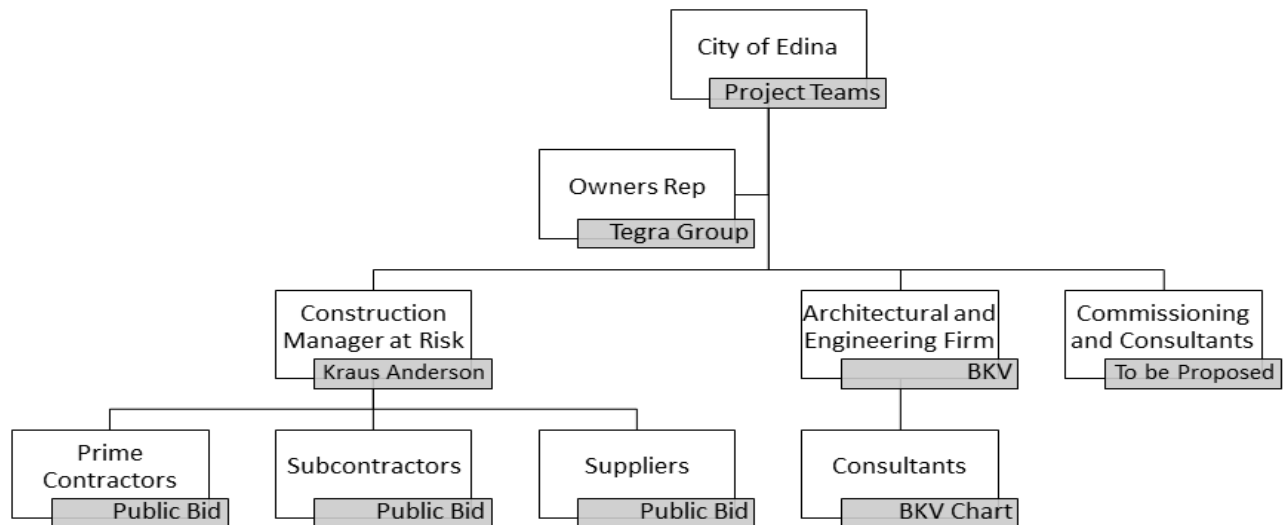 City of Edina
Project Teams
Owners Rep
Tegra Group
Construction
Manager at Risk
Kraus Anderson
Architectural and
Engineering Firm
BKV
Commissioning
and Consultants
To be Proposed
Prime
Contractors
Public Bid
Subcontractors
Public Bid
Suppliers
Public Bid
Consultants
BKV Chart